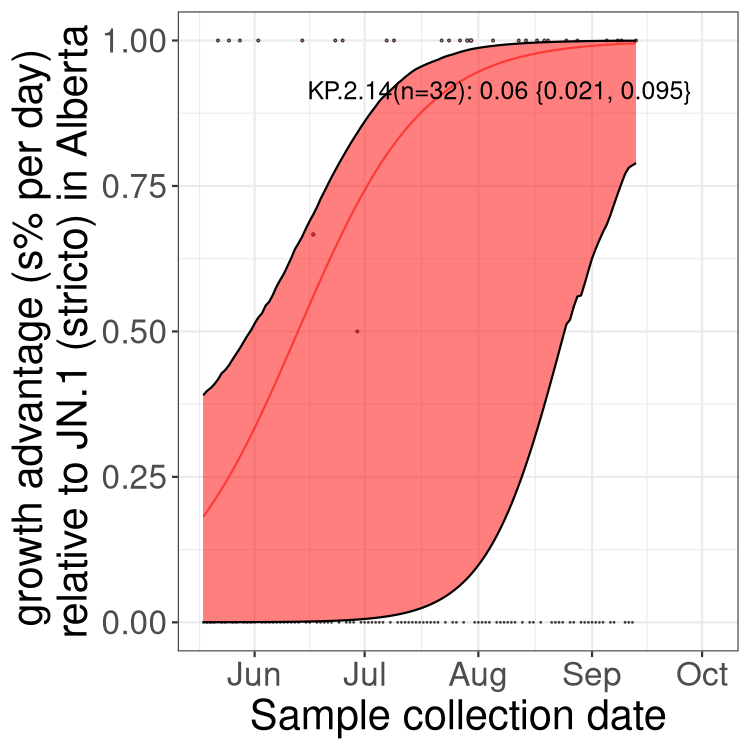 growth advantage (s% per day)
relative to JN.1 (stricto) in Alberta
1.00
0.75
0.50
0.25
0.00
KP.2.14(n=32): 0.06 {0.021, 0.095}
Jun Jul Aug Sep Oct
Sample collection date